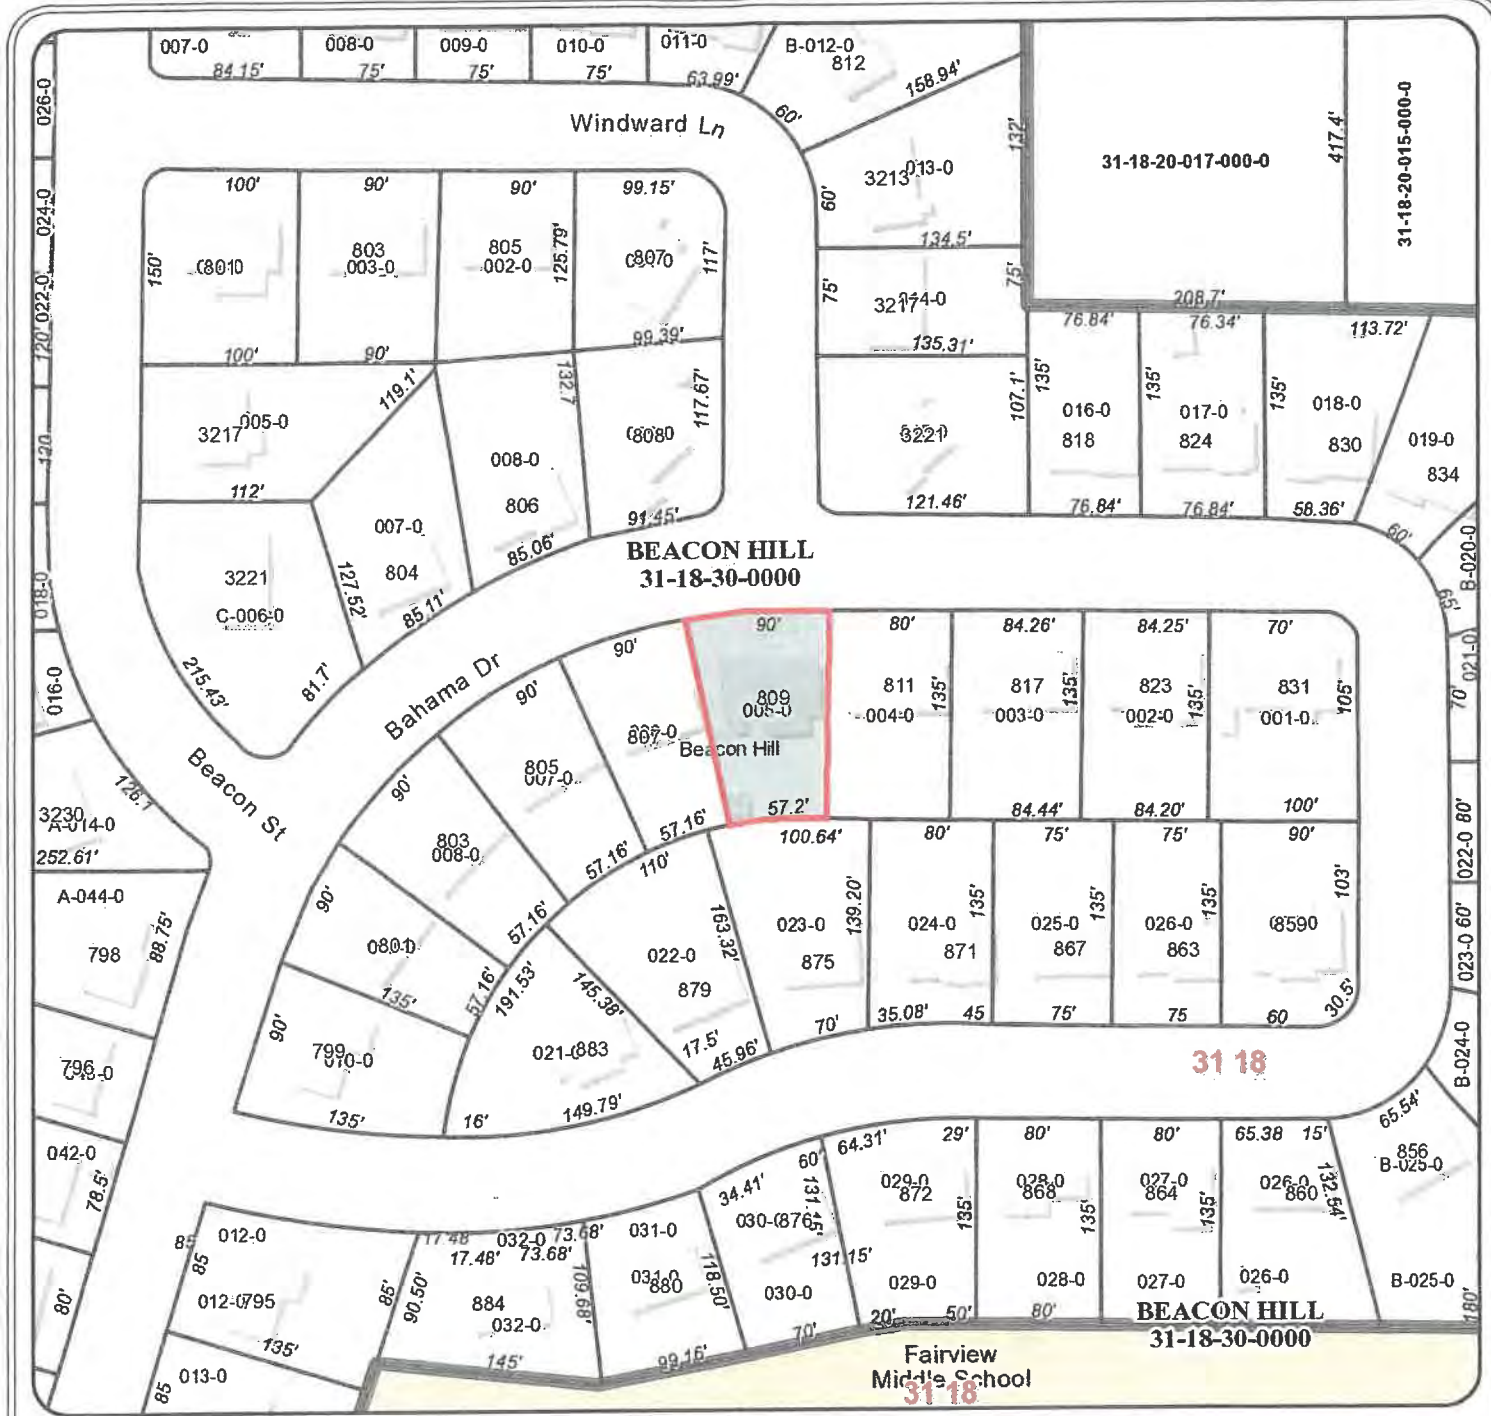 007-0 008-0 009-0 010-0 011-0 B-012-0
812
84.15' 75' 75' 75' 63.99' 158.94'
026-0
60'
Windward Ln
132'
417.4'
31-18-20-017-000-0
31-18-20-015-000-0
3213 013-0
60'
134.5'
100' 90' 90' 99.15'
024-0
150'
803 805
003-0 002-0
125.79'
807
117'
75'
3217
75'
208.7'
022-0
135.31'
76.84' 76.34' 113.72'
120'
100' 90' 99.39'
119.1'
132.7
117.67'
107.1'
135' 135' 135'
016-0 017-0 018-0 019-0
818 824 830 834
3217 005-0
008-0
806
3221
120
112'
91.45'
121.46' 76.84' 76.84' 58.36'
60'
007-0
804
85.06'
BEACON HILL
31-18-30-0000
B-020-0
018-0
3221
C-006-0
127.52'
85.11'
65'
90' 90' 80' 84.26' 84.25' 70'
021-0
016-0
215.43'
81.7'
Bahama Dr
90'
809
811 817 823 831
004-0 003-0 002-0 001-0
135' 135' 135' 105'
70'
Beacon Hill
Beacon St
126.1
90'
805
007-0
3230
A-014-0
252.61'
57.2'
84.44' 84.20' 100'
80'
022-0
57.16'
100.64' 80' 75' 75' 90'
803
008-0
57.16'
110'
A-044-0
798
88.75'
90'
57.16'
163.32'
139.20'
135' 135' 135' 103'
023-0 024-0 025-0 026-0
875 871 867 863
60'
023-0
135'
57.16'
191.53'
145.38'
022-0
879
90'
799
010-0
021-0
883
17.5'
45.96'
70' 35.08' 45 75' 75 60 30.5'
796
31 18
B-024-0
135' 16' 149.79'
65.54'
042-0
78.5'
64.31' 29' 80' 80' 65.38 15'
60'
856
B-025-0
34.41'
131.15'
029-0 028-0 027-0 026-0
872 868 864 860
135' 135' 135' 132.54'
85
012-0
85
17.48 032-0 73.68'
17.48' 73.68'
031-0
030-0
876
131.15'
80'
012-0
795
85'
90.50'
884
032-0
109.68'
880
118.50'
030-0
029-0 028-0 027-0 026-0 B-025-0
180'
20' 50' 80'
BEACON HILL
31-18-30-0000
135'
145' 99.16' 70'
85
013-0
Fairview
Middle School
31 18